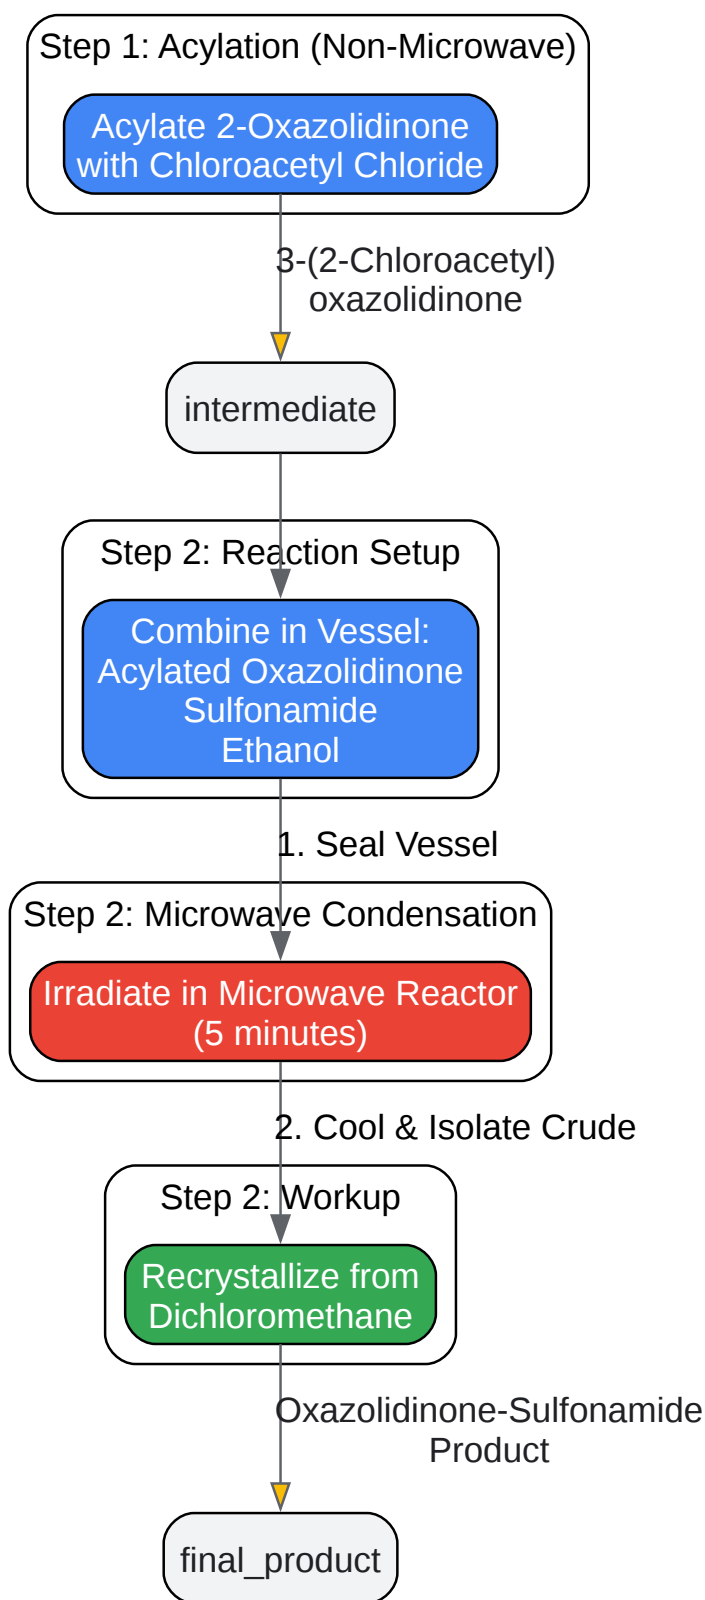 Step 1: Acylation (Non-Microwave)
Acylate 2-Oxazolidinone
with Chloroacetyl Chloride
3-(2-Chloroacetyl)
oxazolidinone
intermediate
Step 2: Reaction Setup
Combine in Vessel:
Acylated Oxazolidinone
Sulfonamide
Ethanol
1. Seal Vessel
Step 2: Microwave Condensation
Irradiate in Microwave Reactor
(5 minutes)
2. Cool & Isolate Crude
Step 2: Workup
Recrystallize from
Dichloromethane
Oxazolidinone-Sulfonamide
Product
final_product